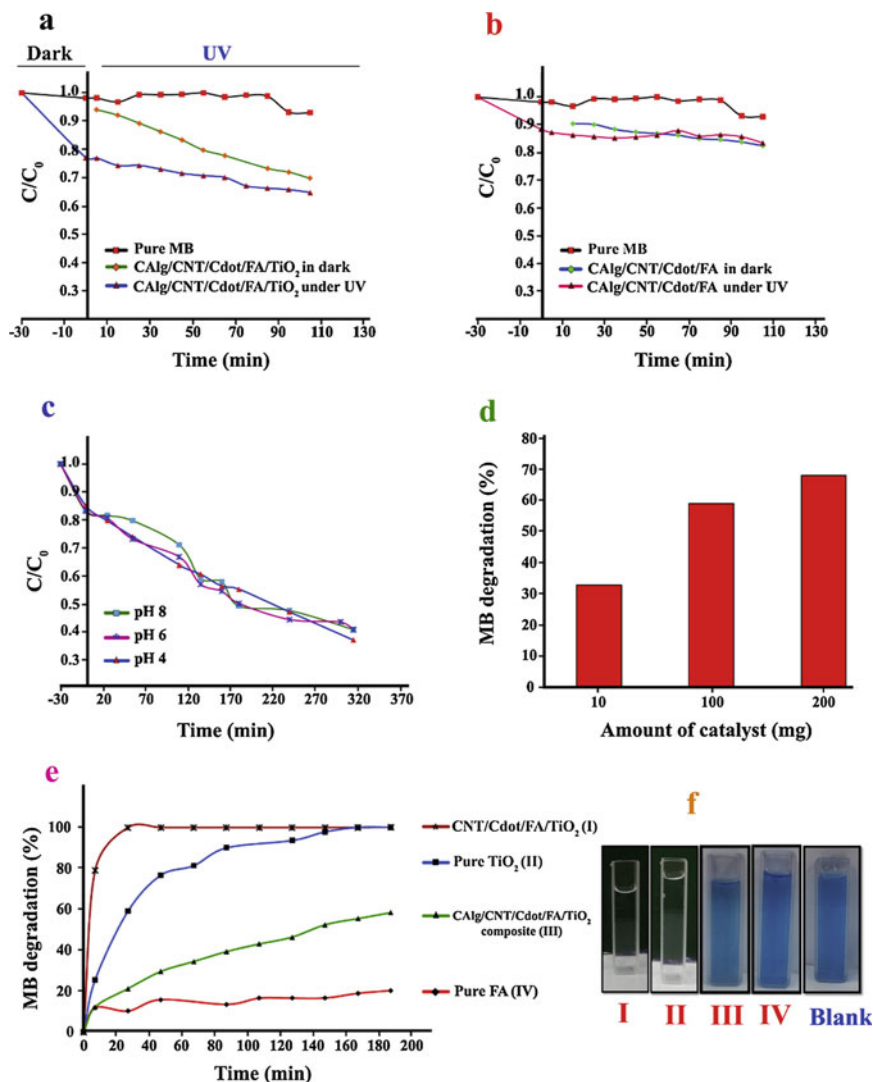 a
b
Dark
UV
1.0
0.9
0.8
0.7
0.6
0.5
0.4
0.3
C/C0
Pure MB
CAlg/CNT/Cdot/FA/TiO2 in dark
CAlg/CNT/Cdot/FA/TiO2 under UV
-30 -10 10 30 50 70 90 110 130
Time (min)
1.0
0.9
0.8
0.7
0.6
0.5
0.4
0.3
C/C0
Pure MB
CAlg/CNT/Cdot/FA in dark
CAlg/CNT/Cdot/FA under UV
-30 -10 10 30 50 70 90 110 130
Time (min)
c
1.0
0.9
0.8
0.7
0.6
0.5
0.4
0.3
C/C0
pH 8
pH 6
pH 4
-30 20 70 120 170 220 270 320 370
Time (min)
d
80
70
60
50
40
30
20
10
0
MB degradation (%)
10 100 200
Amount of catalyst (mg)
e
100
80
60
40
20
0
MB degradation (%)
0 20 40 60 80 100 120 140 160 180 200
Time (min)
CNT/Cdot/FA/TiO2 (I)
Pure TiO2 (II)
CAlg/CNT/Cdot/FA/TiO2
composite (III)
Pure FA (IV)
f
I II III IV Blank